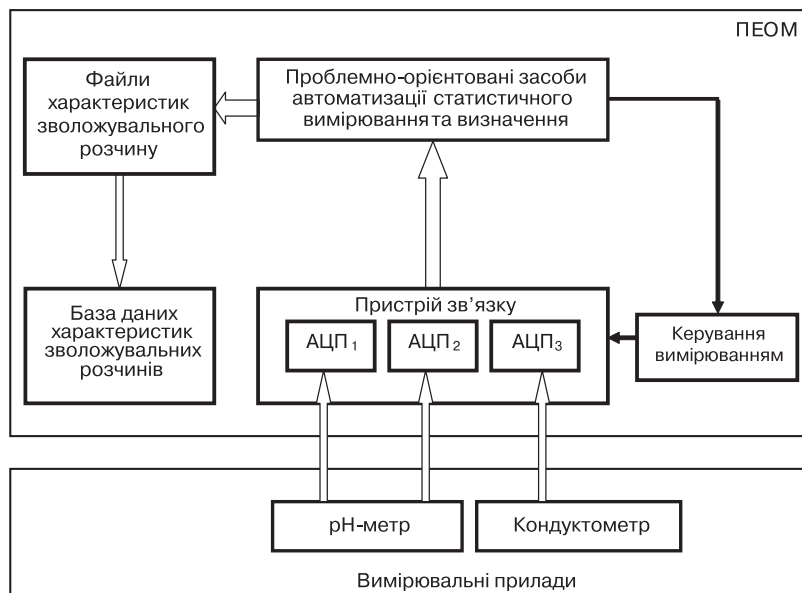 ПЕОМ
Файли
характеристик
зволожувального
розчину
Проблемно-орієнтовані засоби
автоматизації статистичного
вимірювання та визначення
База даних
характеристик
зволожувальних
розчинів
Пристрій зв’язку
АЦП1
АЦП2
АЦП3
Керування
вимірюванням
pH-метр
Кондуктометр
Вимірювальні прилади